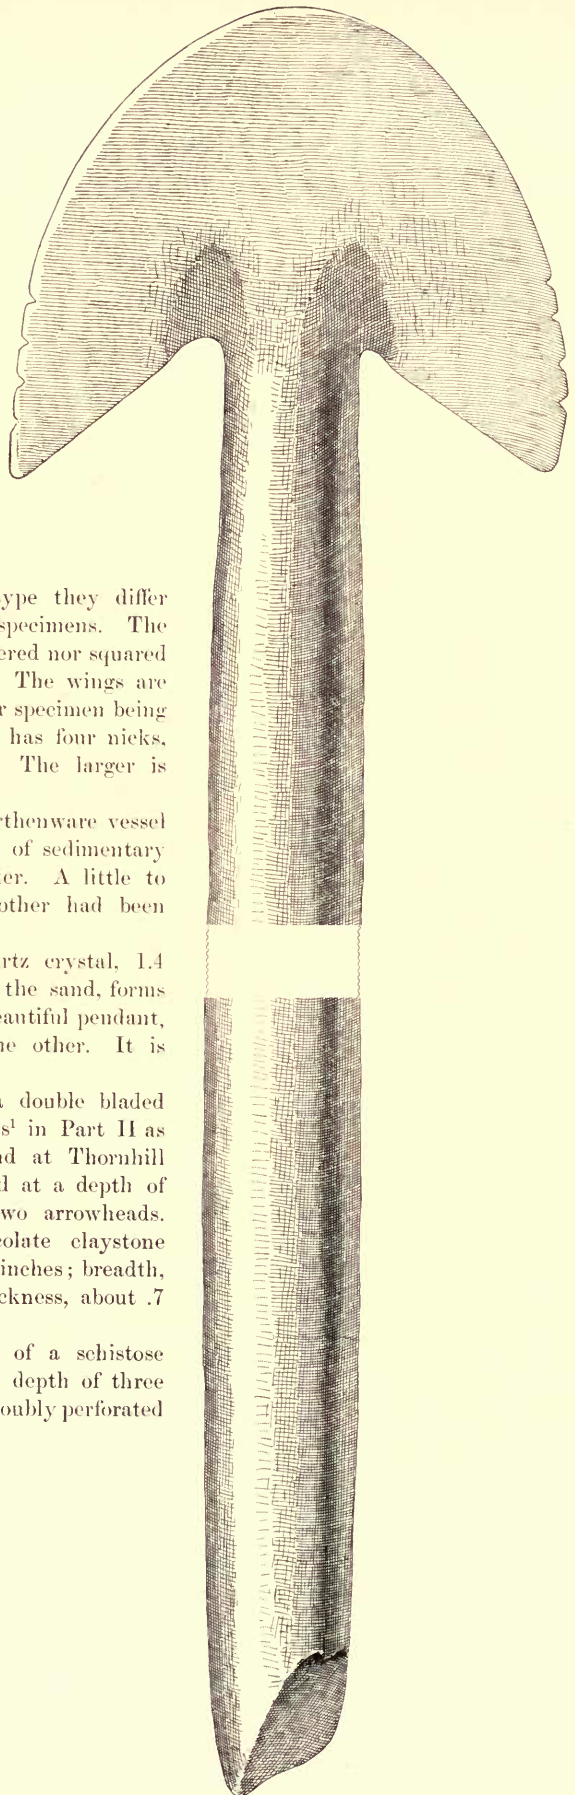 ype they differ
specimens. The
ered nor squared
The wings are
r specimen being
has four nicks,
The larger is
rthenware vessel
of sedimentary
er. A little to
other had been
rtz crystal, 1.4
the sand, forms
eautiful pendant,
ne other. It is
a double bladed
s¹ in Part II as
nd at Thornhill
d at a depth of
wo arrowheads.
colate claystone
inches; breadth,
ckness, about .7
of a schistose
depth of three
oubly perforated